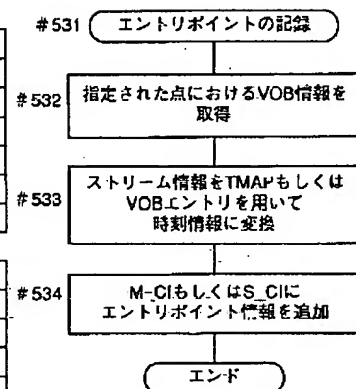 #531 エントリポイントの記録
#532 指定された点におけるVOB情報を
取得
#533 ストリーム情報をTMAPもしくは
VOBエントリを用いて
時刻情報に変換
#534 M-CIもしくはS_CIに
エントリポイント情報を追加
エンド